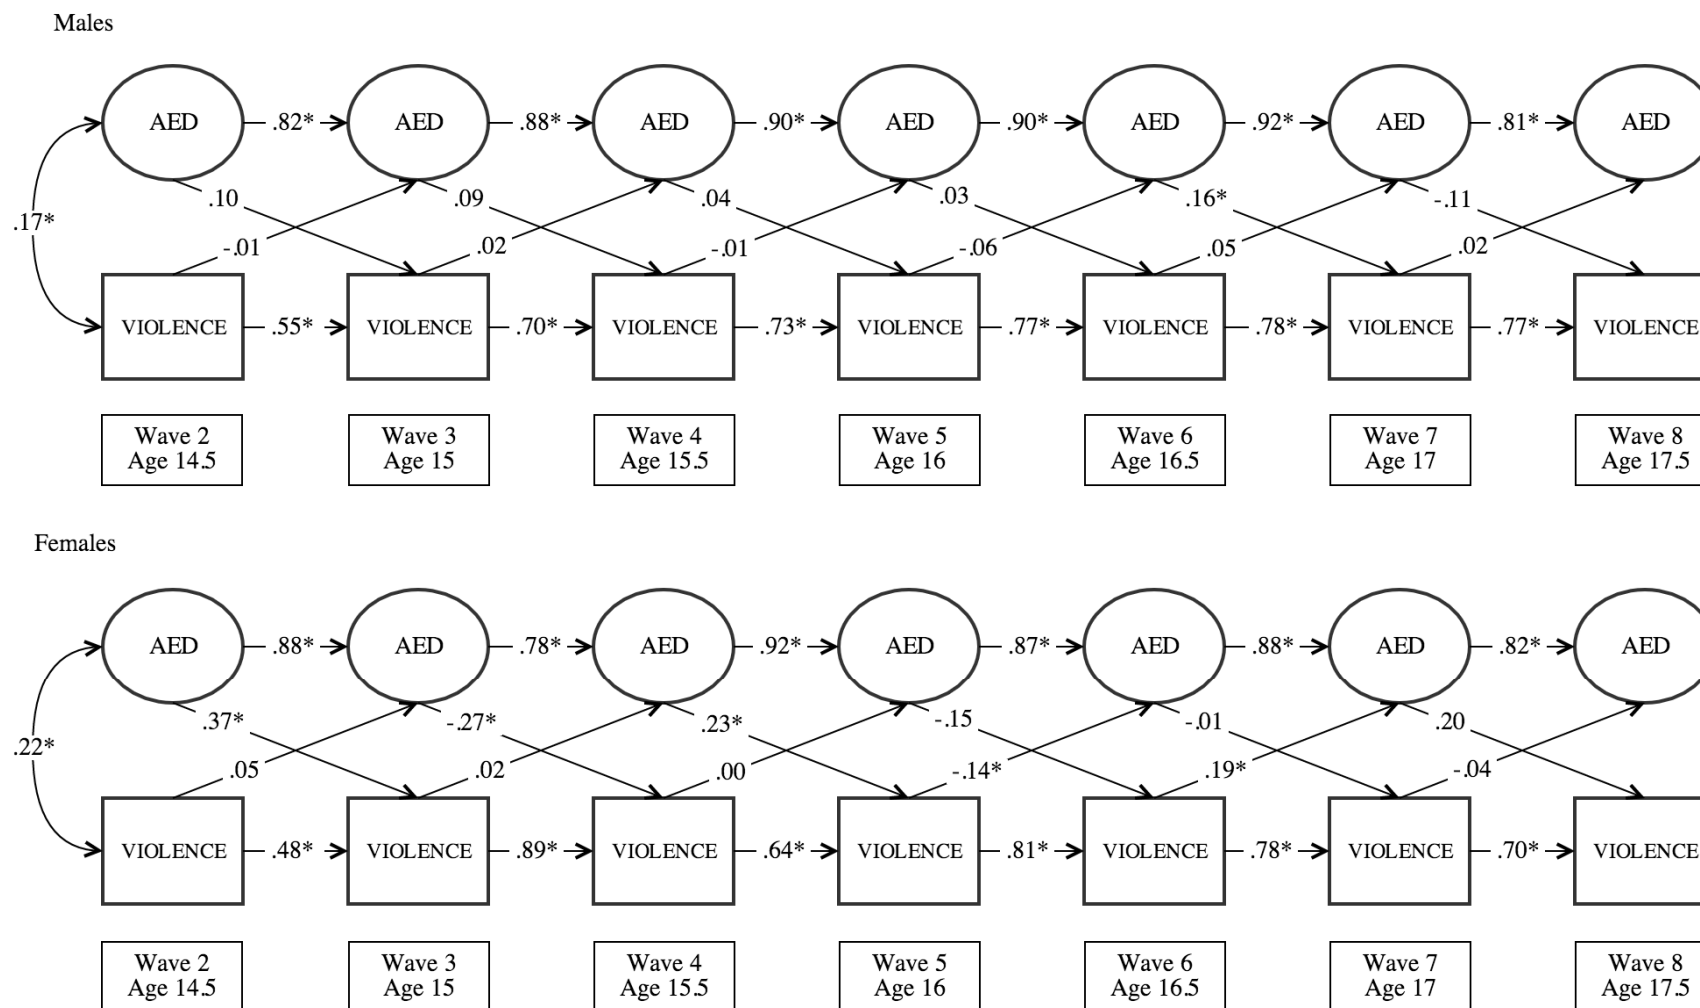 Males
AED .82* AED .88* AED .90* AED .90* AED .92* AED .81* AED
.10 .09 .04 .03 .16* -.11
.17*
-.01 .02 -.01 -.06 .05 .02
VIOLENCE .55* VIOLENCE .70* VIOLENCE .73* VIOLENCE .77* VIOLENCE .78* VIOLENCE .77* VIOLENCE
Wave 2 Wave 3 Wave 4 Wave 5 Wave 6 Wave 7 Wave 8
Age 14.5 Age 15 Age 15.5 Age 16 Age 16.5 Age 17 Age 17.5
Females
AED .88* AED .78* AED .92* AED .87* AED .88* AED .82* AED
.37* -.27* .23* -.15 -.01 .20
.22*
.05 .02 .00 -.14* .19* -.04
VIOLENCE .48* VIOLENCE .89* VIOLENCE .64* VIOLENCE .81* VIOLENCE .78* VIOLENCE .70* VIOLENCE
Wave 2 Wave 3 Wave 4 Wave 5 Wave 6 Wave 7 Wave 8
Age 14.5 Age 15 Age 15.5 Age 16 Age 16.5 Age 17 Age 17.5